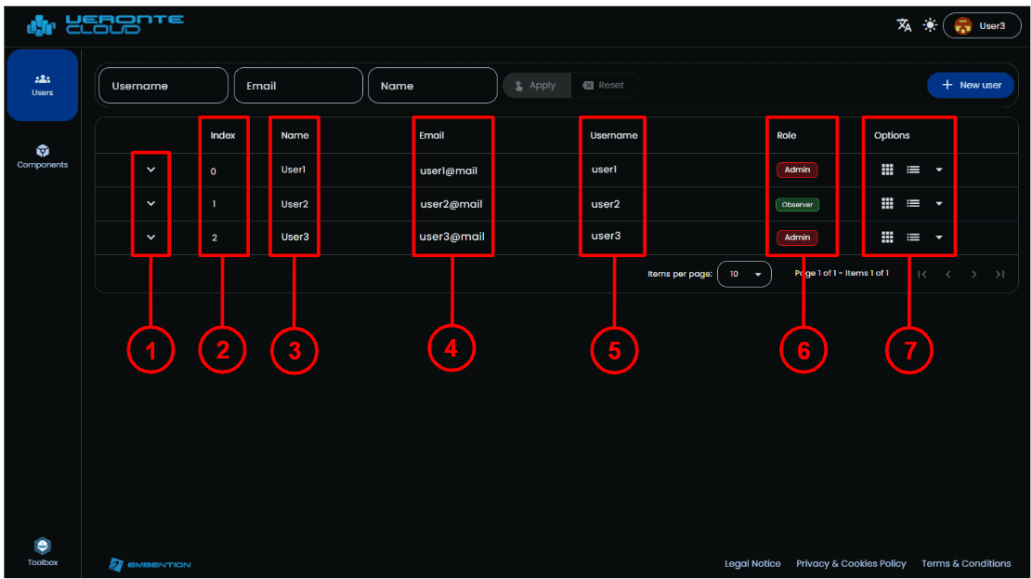 VERONTE
CLOUD
文A
User3
Users
Username
Email
Name
Apply
Reset
+ New user
Components
Index
Name
Email
Username
Role
Options
0
User1
user1@mail
user1
Admin
1
User2
user2@mail
user2
Observer
2
User3
user3@mail
user3
Admin
Items per page:
10
Page 1 of 1 - Items 1 of 1
1
2
3
4
5
6
7
Toolbox
EMBENTION
Legal Notice
Privacy & Cookies Policy
Terms & Conditions